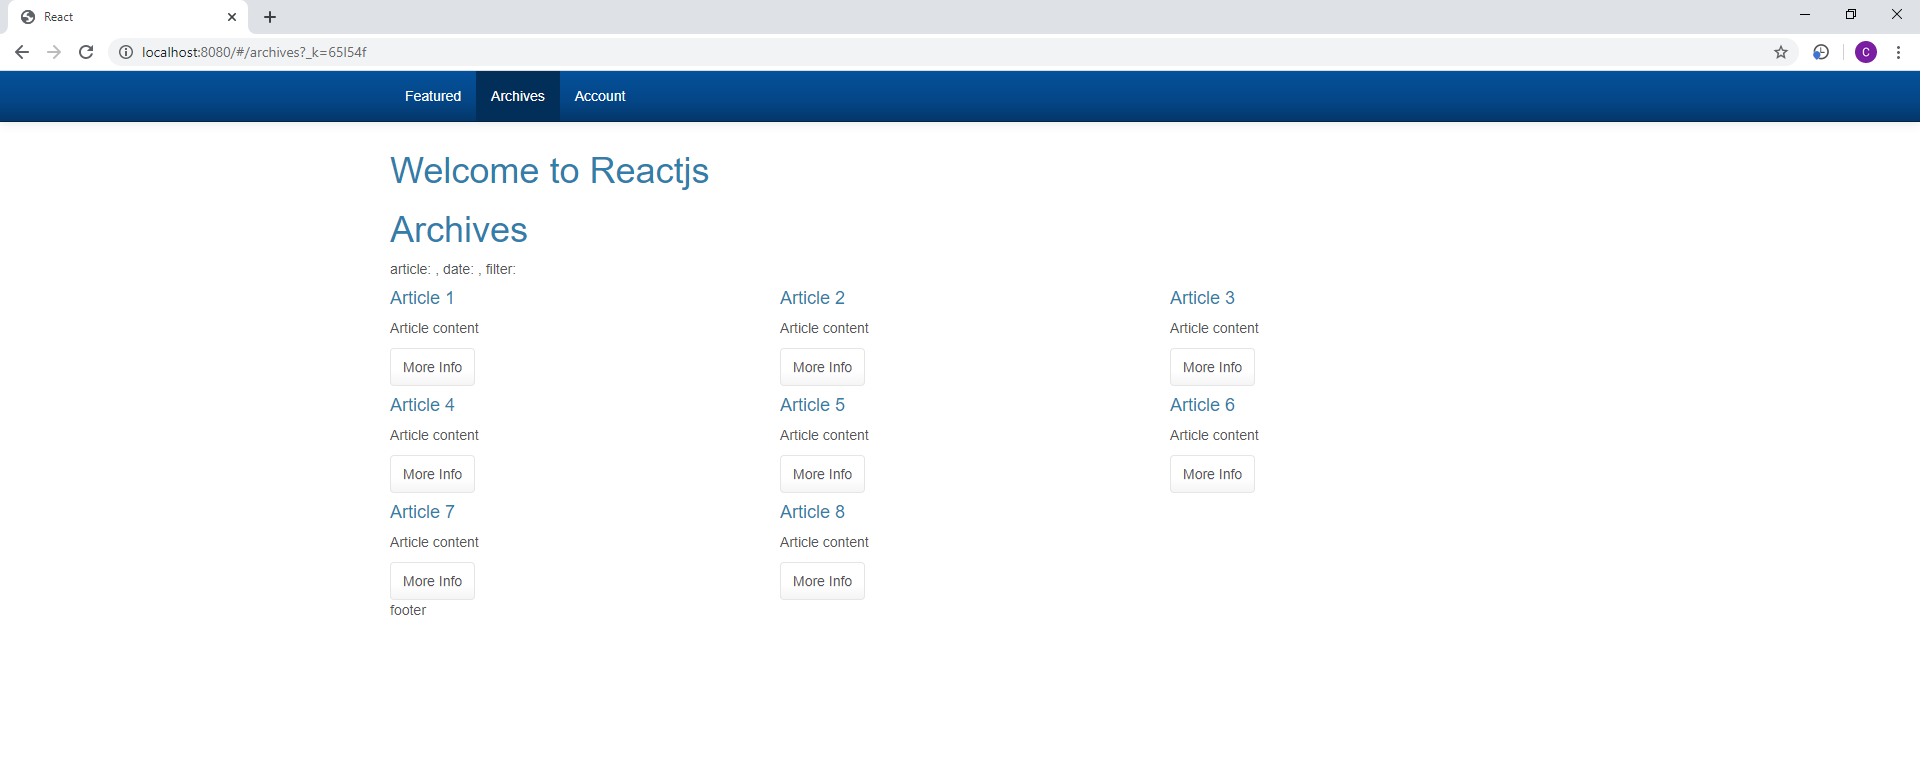 React
localhost:8080/#/archives?_k=65l54f
C
Featured Archives Account
Welcome to Reactjs
Archives
article: , date: , filter:
Article 1 Article 2 Article 3
Article content Article content Article content
More Info More Info More Info
Article 4 Article 5 Article 6
Article content Article content Article content
More Info More Info More Info
Article 7 Article 8
Article content Article content
More Info More Info
footer